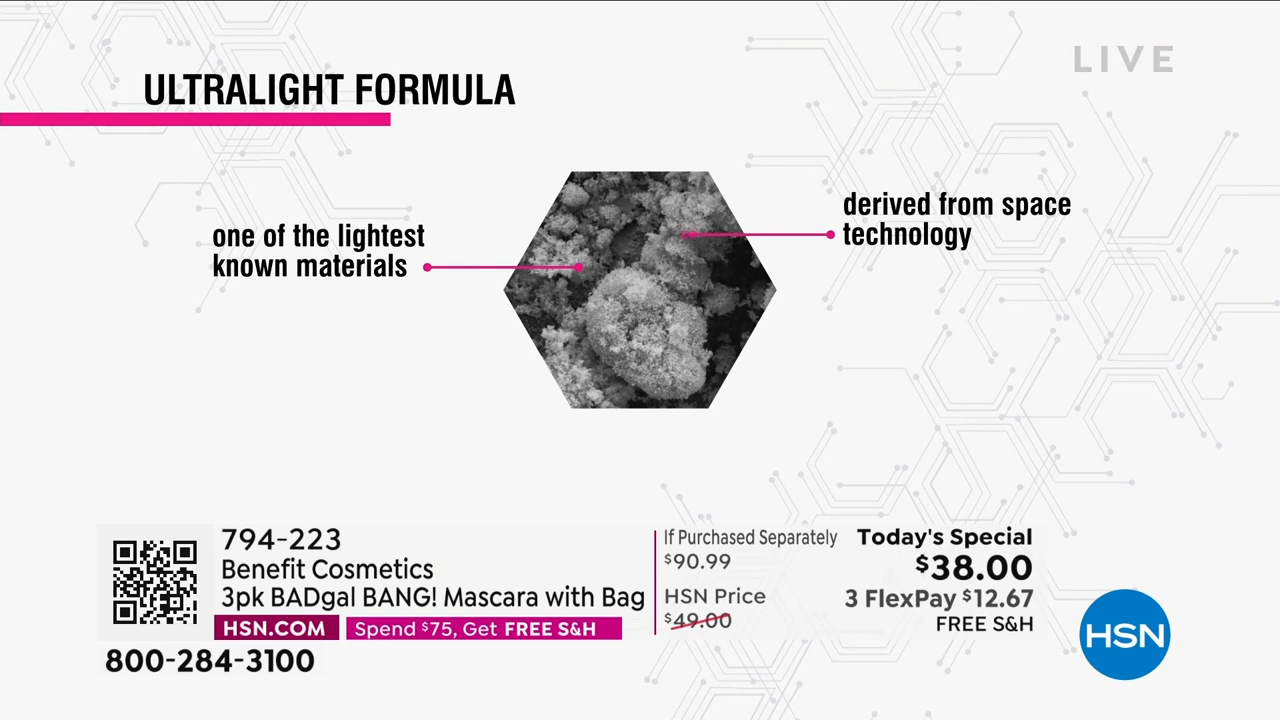 LIVE
ULTRALIGHT FORMULA
one of the lightest
known materials
derived from space
technology
794-223
Benefit Cosmetics
3pk BADgal BANG! Mascara with Bag
HSN.COM
Spend $75, Get FREE S&H
800-284-3100
If Purchased Separately
$90.99
HSN Price
$49.00
Today's Special
$38.00
3 FlexPay $12.67
FREE S&H
HSN